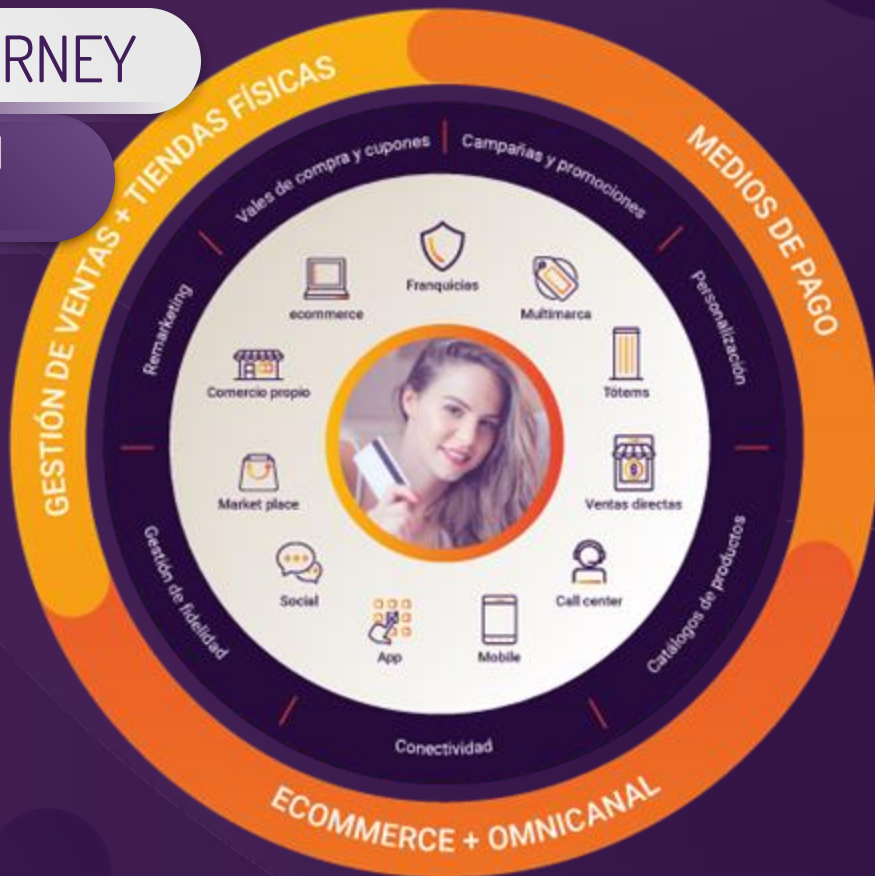 RNEY
GESTIÓN DE VENTAS + TIENDAS FÍSICAS
MEDIOS DE PAGO
ECOMMERCE + OMNICANAL
Vales de compra y cupones
Campañas y promociones
Personalización
Catálogos de productos
Conectividad
Gestión de fidelidad
Remarketing
Franquicias
Multimarca
Tótems
Ventas directas
Call center
Mobile
App
Social
Market place
Comercio propio
ecommerce